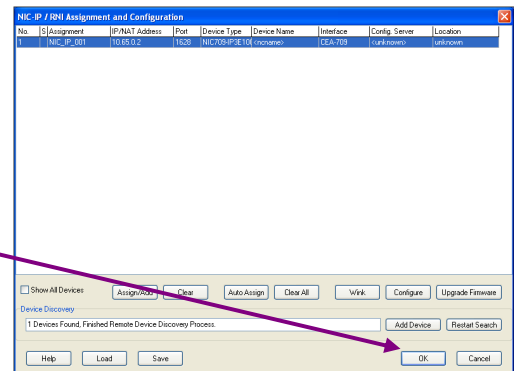 NIC-IP / RNI Assignment and Configuration
No. S Assignment IP/NAT Address Port Device Type Device Name Interface Config. Server Location
1 NIC_IP_001 10.65.0.2 1628 NIC709-IP3E10( <noname> CEA-709 <unknown> unknown
Show All Devices Assign/Add Clear Auto Assign Clear All Wink Configure Upgrade Firmware
Device Discovery
1 Devices Found, Finished Remote Device Discovery Process. Add Device Restart Search
Help Load Save OK Cancel